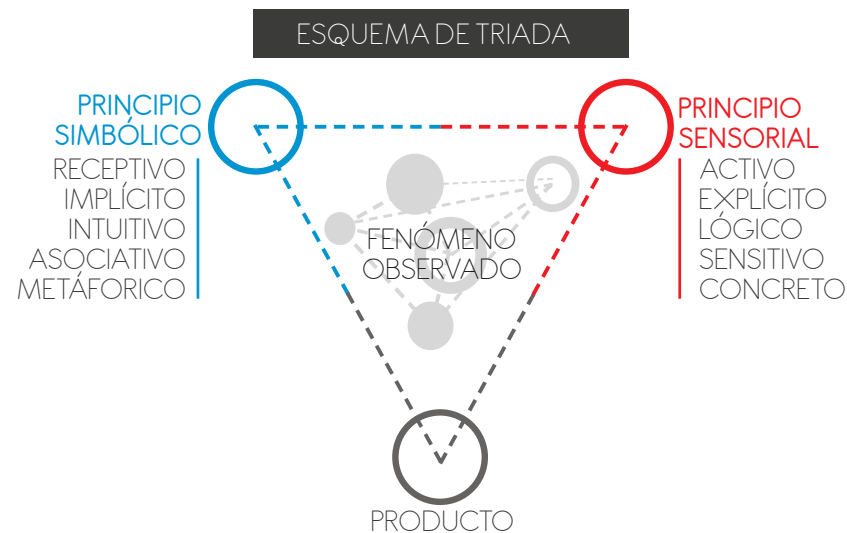 ESQUEMA DE TRIADA
PRINCIPIO
SIMBÓLICO
RECEPTIVO
IMPLÍCITO
INTUITIVO
ASOCIATIVO
METÁFORICO
PRINCIPIO
SENSORIAL
ACTIVO
EXPLÍCITO
LÓGICO
SENSITIVO
CONCRETO
FENÓMENO
OBSERVADO
PRODUCTO